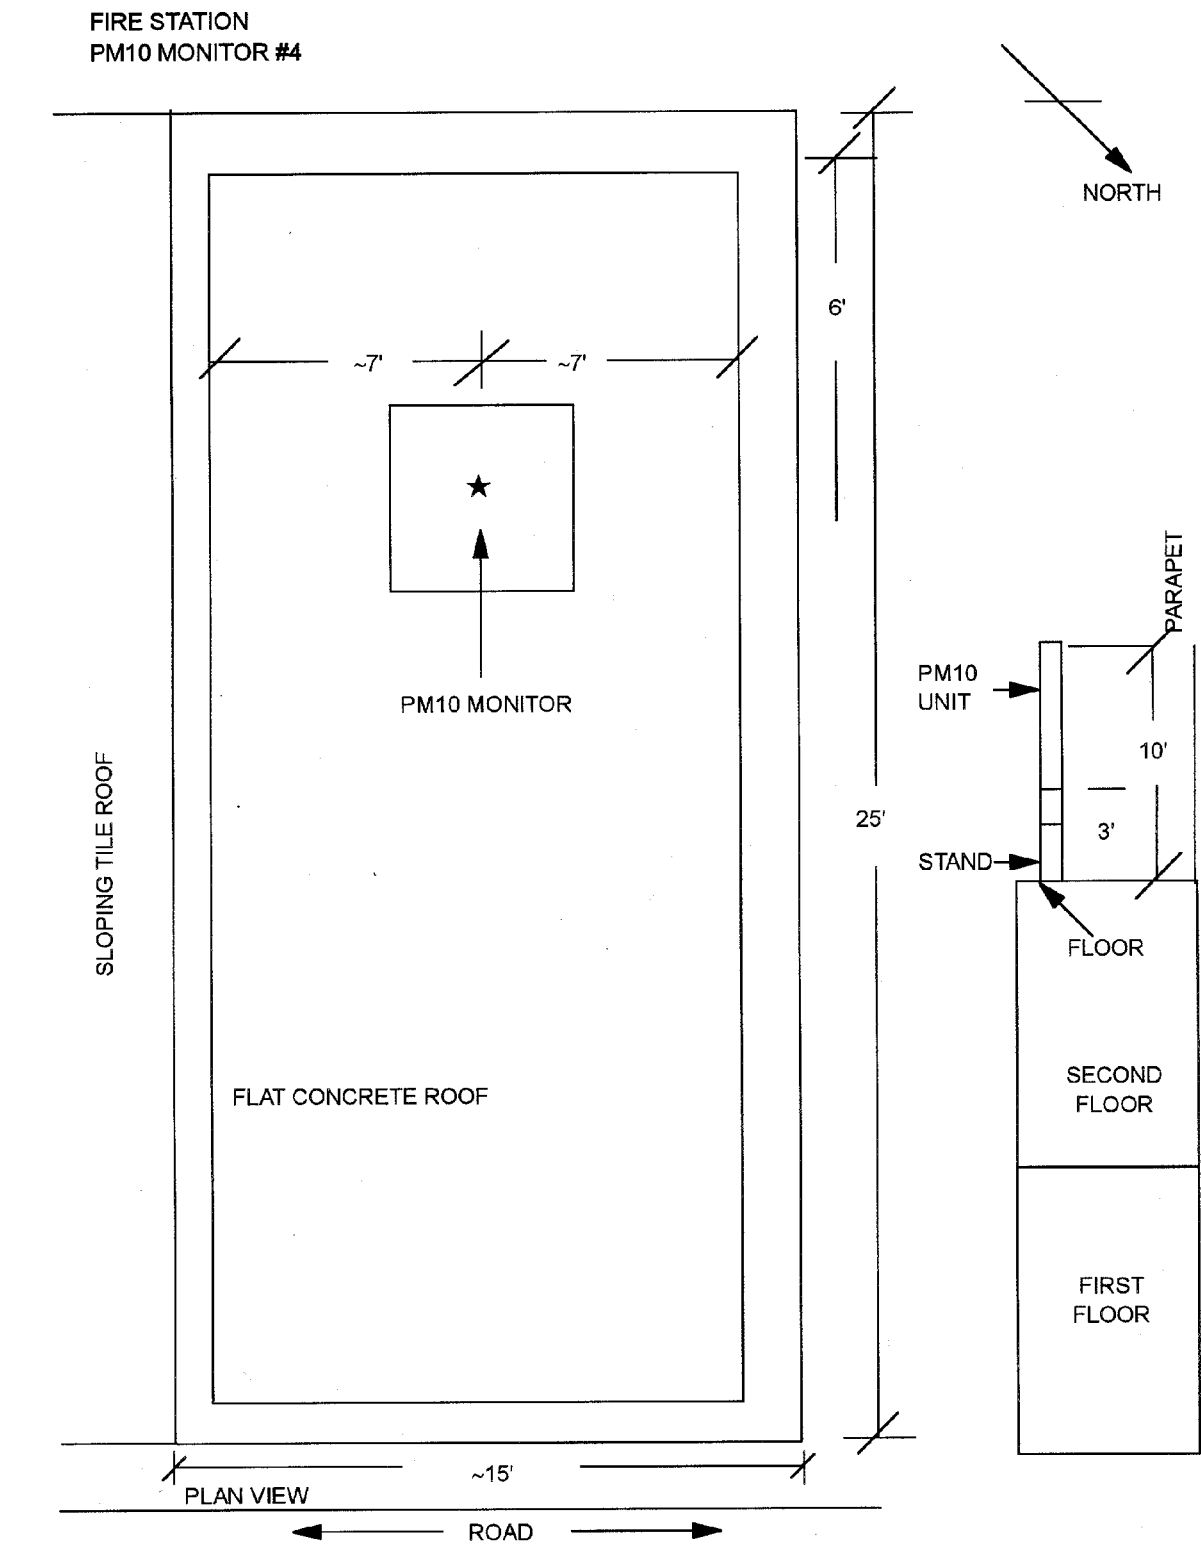 FIRE STATION
PM10 MONITOR #4
NORTH
6'
~7'
~7'
PM10 MONITOR
SLOPING TILE ROOF
25'
FLAT CONCRETE ROOF
~15'
PLAN VIEW
ROAD
PARAPET
PM10
UNIT
10'
3'
STAND
FLOOR
SECOND
FLOOR
FIRST
FLOOR